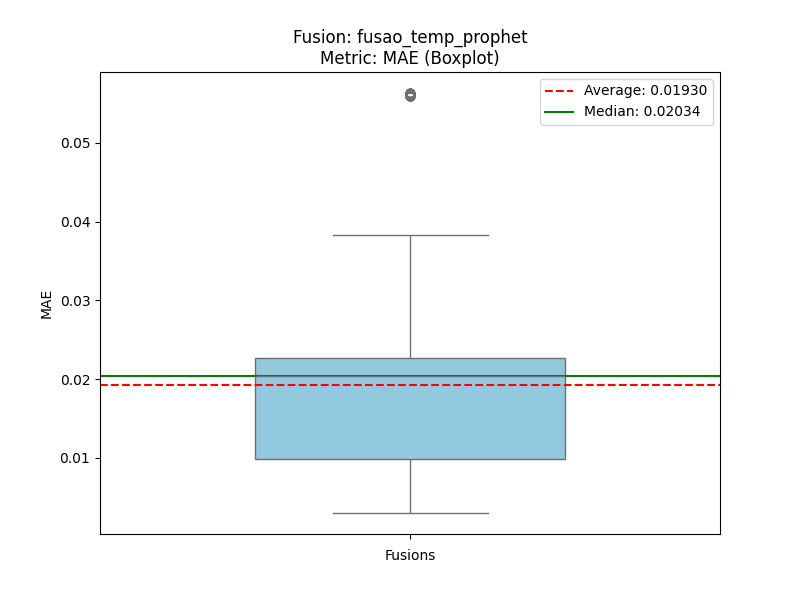 Fusion: fusao_temp_prophet
Metric: MAE (Boxplot)
Average: 0.01930
Median: 0.02034
0.05
0.04
0.03
0.02
0.01
MAE
Fusions